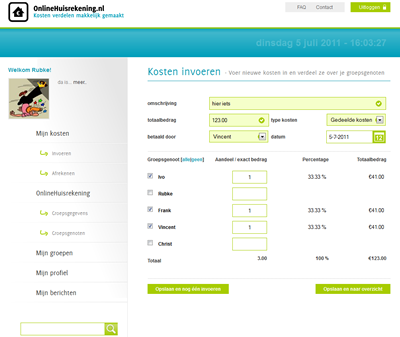 OnlineHuisrekening.nl
Kosten verdelen makkelijk gemaakt
FAQ Contact Uitloggen
dinsdag 5 juli 2011 - 16:03:27
Welkom Rubke!
da is... meer.
Mijn kosten
Invoeren
Afrekenen
OnlineHuisrekening
Groepsgegevens
Groepsgenoten
Mijn groepen
Mijn profiel
Mijn berichten
Kosten invoeren - Voer nieuwe kosten in en verdeel ze over je groepsgenoten
omschrijving hier iets
totaalbedrag 123.00 type kosten Gedeelde kosten
betaald door Vincent datum 5-7-2011
Groepsgenoot [alle|geen] Aandeel / exact bedrag Percentage Totaalbedrag
Ivo 1 33.33 % €41.00
Rubke
Frank 1 33.33 % €41.00
Vincent 1 33.33 % €41.00
Christ
Totaal 3.00 100 % €123.00
Opslaan en nog één invoeren Opslaan en naar overzicht